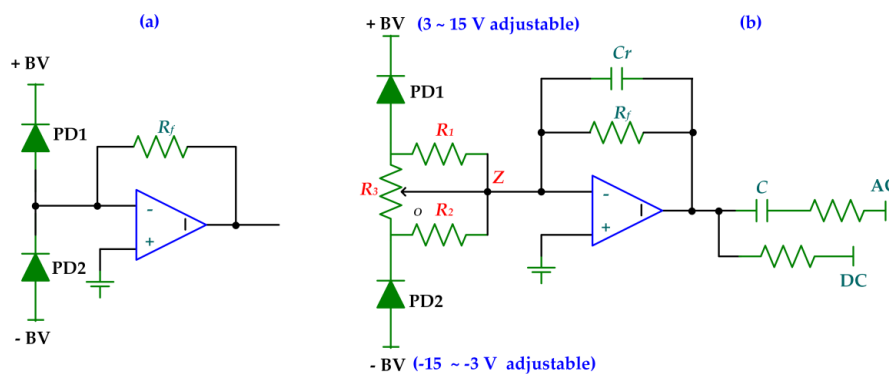 (a)
+ BV
PD1
Rf
-
+
PD2
- BV
+ BV (3 ~ 15 V adjustable)
(b)
PD1
Cr
Rf
R1
R3
Z
o
R2
-
+
C
AC
DC
PD2
- BV (-15 ~ -3 V adjustable)